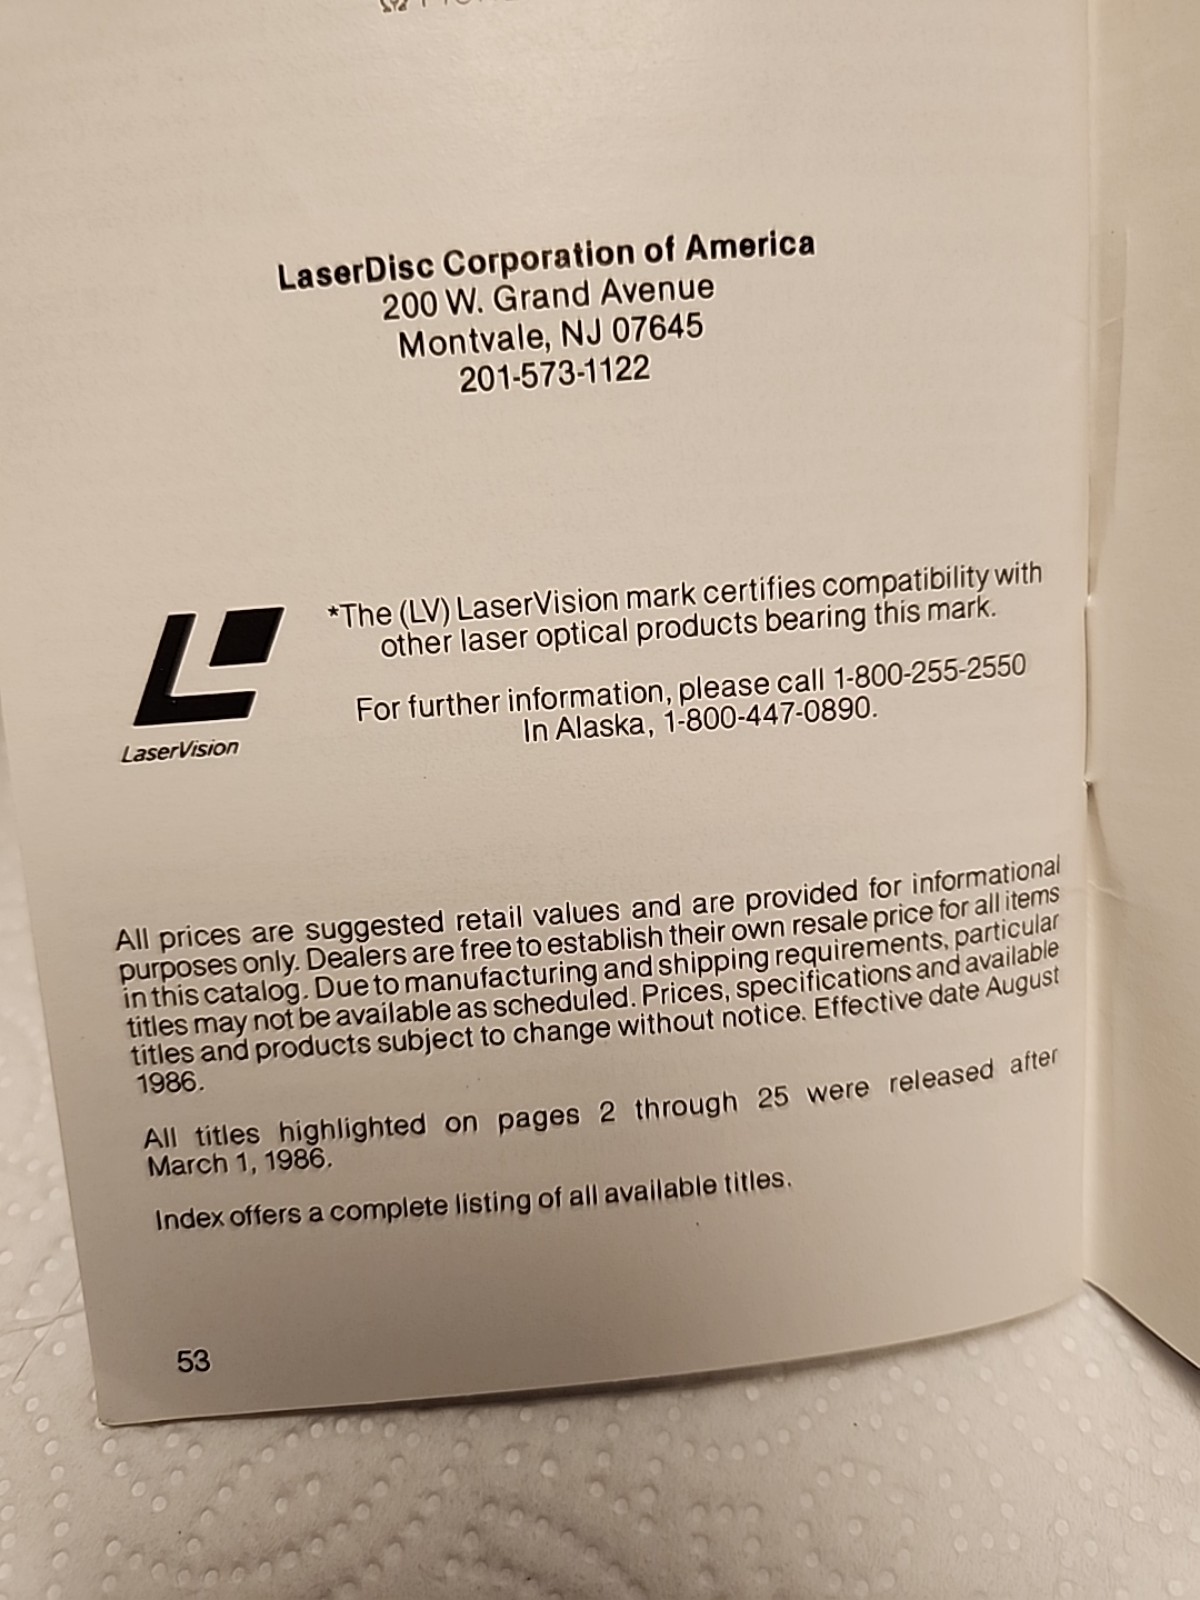 LaserDisc Corporation of America
200 W. Grand Avenue
Montvale, NJ 07645
201-573-1122
*The (LV) LaserVision mark certifies compatibility with
other laser optical products bearing this mark.
For further information, please call 1-800-255-2550
In Alaska, 1-800-447-0890.
LaserVision
All prices are suggested retail values and are provided for informational
purposes only. Dealers are free to establish their own resale price for all items
in this catalog. Due to manufacturing and shipping requirements, particular
titles may not be available as scheduled. Prices, specifications and available
titles and products subject to change without notice. Effective date August
1986.
All titles highlighted on pages 2 through 25 were released after
March 1, 1986.
Index offers a complete listing of all available titles.
53